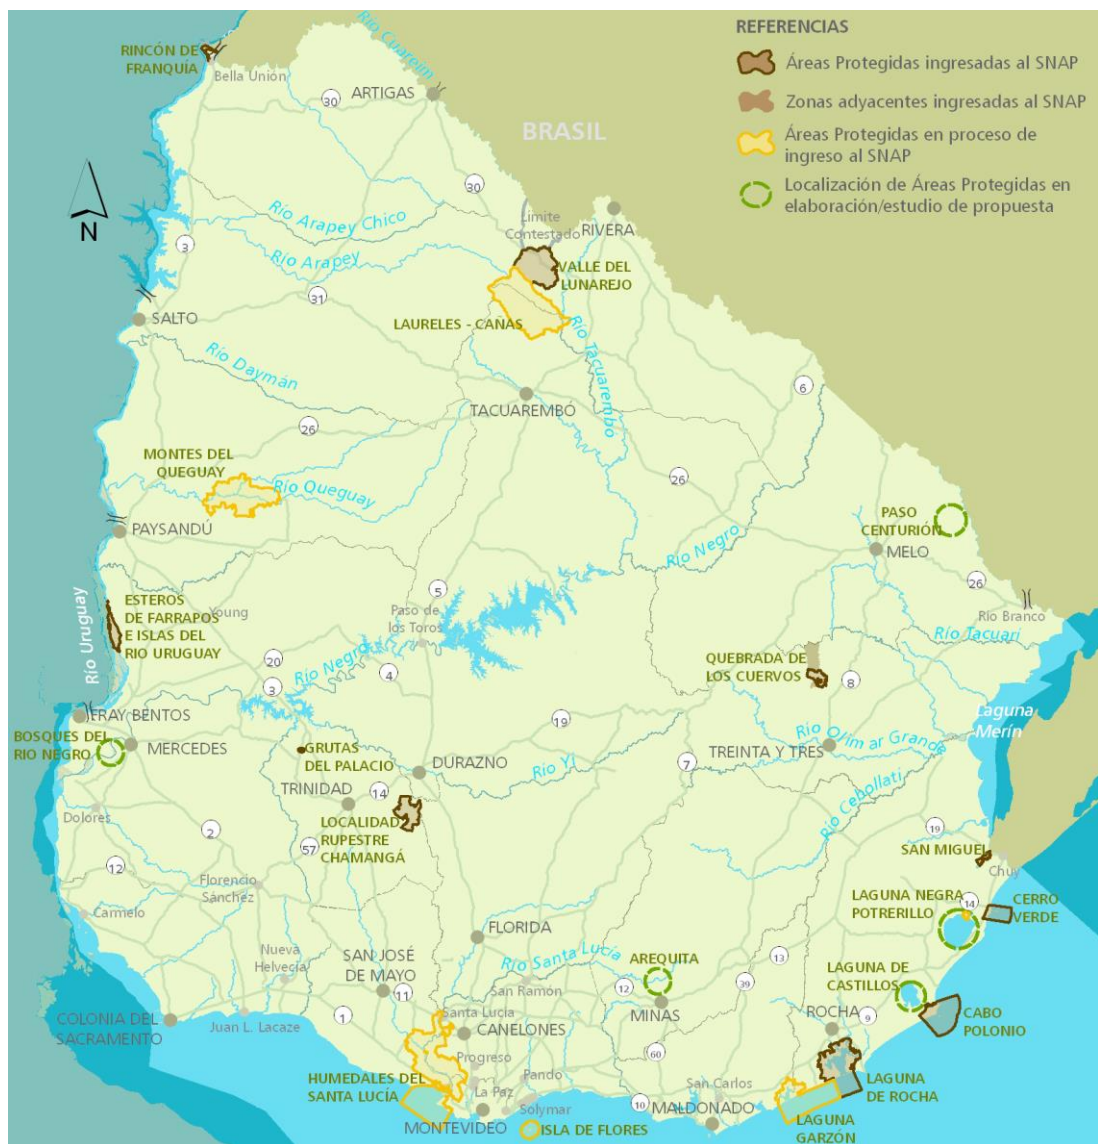 REFERENCIAS
Áreas Protegidas ingresadas al SNAP
Zonas adyacentes ingresadas al SNAP
Áreas Protegidas en proceso de
ingreso al SNAP
Localización de Áreas Protegidas en
elaboración/estudio de propuesta
RINCÓN DE
FRANQUÍA
Bella Unión
Río Cuareim
ARTIGAS
30
BRASIL
N
30
Río Arapey Chico
Límite
Contestado
RIVERA
3
Río Arapey
VALLE DEL
LUNAREJO
31
SALTO
LAURELES - CAÑAS
Río Tacuarembó
Río Daymán
TACUAREMBÓ
6
26
MONTES DEL
QUEGUAY
Río Queguay
26
PASO
CENTURIÓN
PAYSANDÚ
Río Negro
MELO
26
5
Río Uruguay
ESTEROS
DE FARRAPOS
E ISLAS DEL
RIO URUGUAY
Young
Paso de
los Toros
Río Branco
Río Tacuarí
20
Río Negro
4
3
QUEBRADA DE
LOS CUERVOS
8
FRAY BENTOS
19
Laguna
Merín
BOSQUES DEL
RIO NEGRO
MERCEDES
GRUTAS
DEL PALACIO
DURAZNO
Río Yí
7
TREINTA Y TRES
Río Olimar Grande
TRINIDAD
14
Río Cebollatí
Dolores
LOCALIDAD
RUPESTRE
CHAMANGÁ
2
57
19
SAN MIGUEL
Chuy
12
Florencio
Sánchez
Carmelo
LAGUNA NEGRA
POTRERILLO
14
CERRO
VERDE
FLORIDA
Nueva
Helvecia
SAN JOSÉ
DE MAYO
Río Santa Lucía
AREQUITA
13
LAGUNA DE
CASTILLOS
11
San Ramón
12
39
MINAS
COLONIA DEL
SACRAMENTO
Juan L. Lacaze
1
Santa Lucía
CANELONES
ROCHA
9
CABO
POLONIO
Progreso
60
HUMEDALES DEL
SANTA LUCÍA
La Paz
Pando
San Carlos
LAGUNA
DE ROCHA
MONTEVIDEO
Solymar
10
MALDONADO
ISLA DE FLORES
LAGUNA
GARZÓN